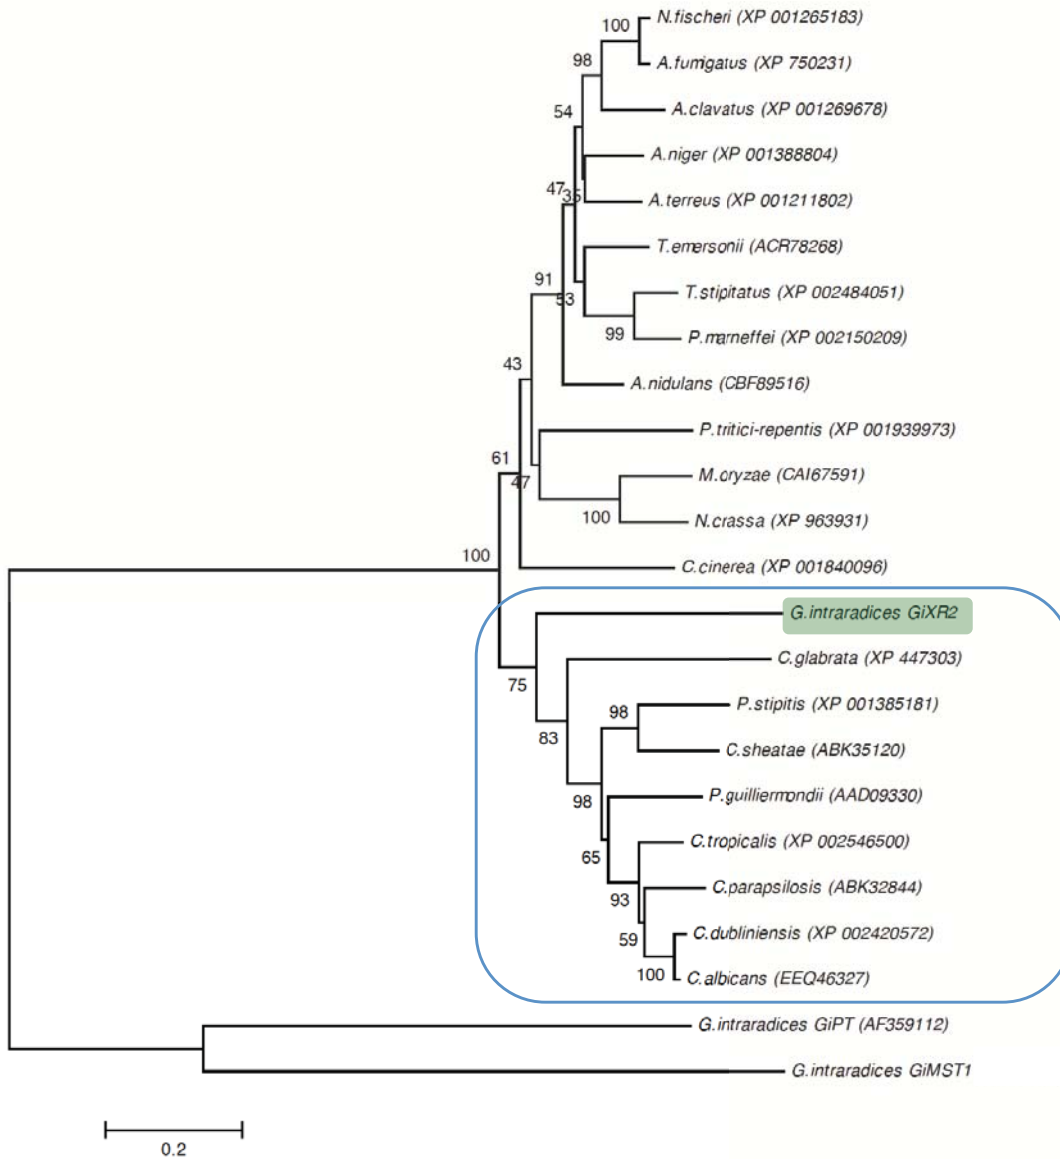 N.fischeri (XP 001265183)
100
A.fumigatus (XP 750231)
98
A.clavatus (XP 001269678)
54
A.niger (XP 001388804)
47
35
A.terreus (XP 001211802)
T.emersonii (ACR78268)
91
53
T.stipitatus (XP 002484051)
99
P.marneffei (XP 002150209)
43
A.nidulans (CBF89516)
P.tritici-repentis (XP 001939973)
61
47
M.oryzae (CAI67591)
100
N.crassa (XP 963931)
100
C.cinerea (XP 001840096)
G.intraradices GiXR2
C.glabrata (XP 447303)
75
P.stipitis (XP 001385181)
98
83
C.sheatae (ABK35120)
98
P.guilliermondii (AAD09330)
C.tropicalis (XP 002546500)
65
C.parapsilosis (ABK32844)
93
C.dubliniensis (XP 002420572)
59
100
C.albicans (EEQ46327)
G.intraradices GiPT (AF359112)
G.intraradices GiMST1
0.2